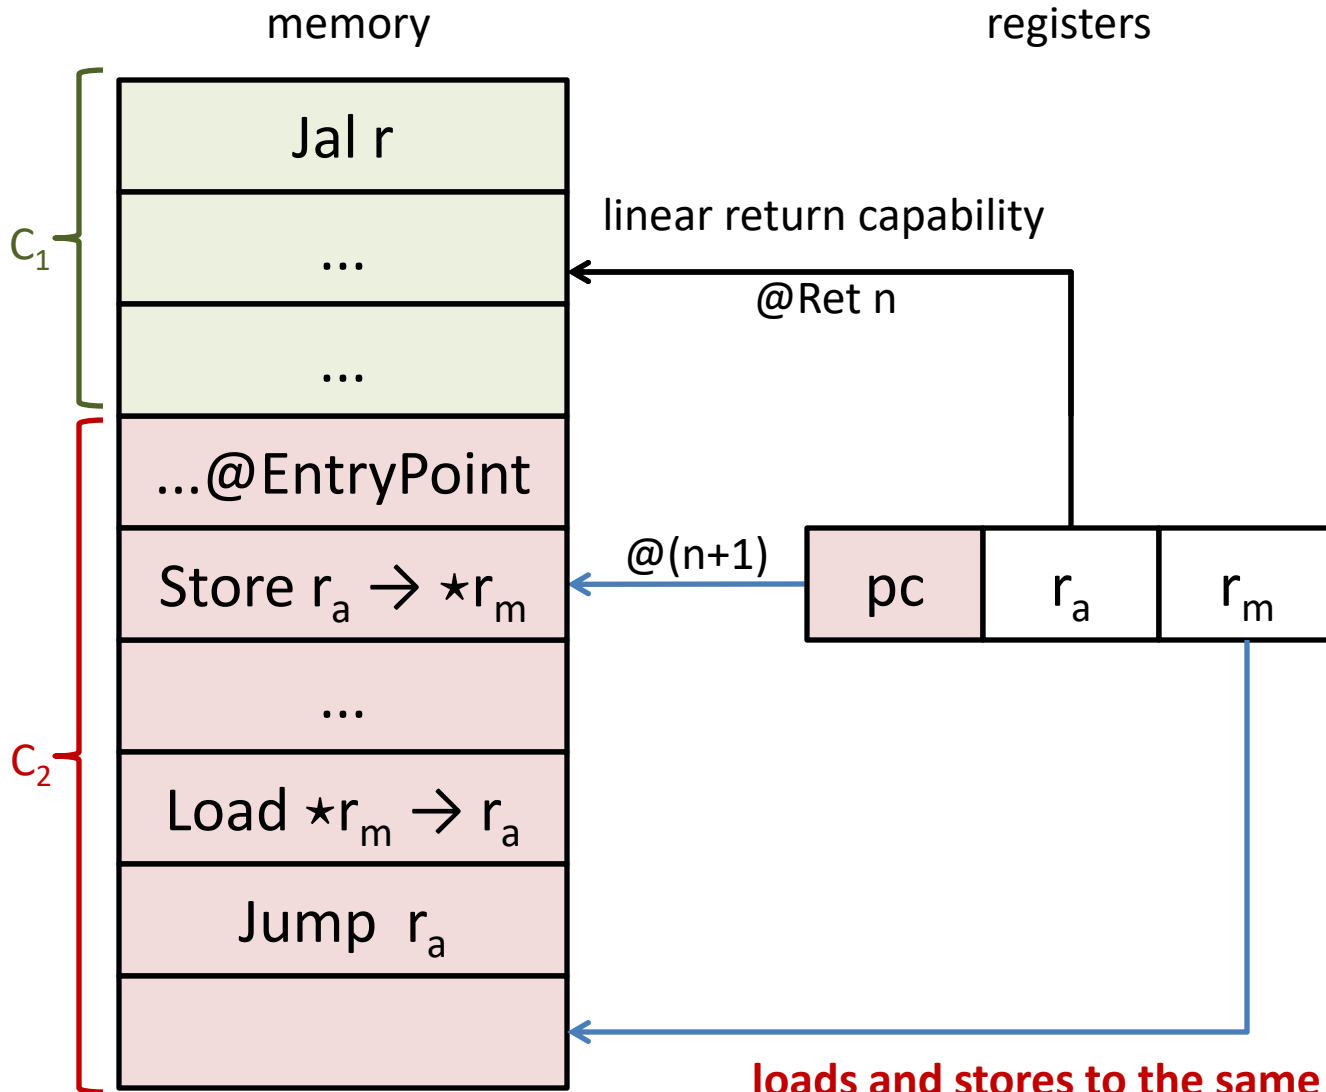 memory
registers
Jal r
...
...
C₁
linear return capability
@Ret n
...@EntryPoint
Store rₐ → ★rₘ
...
Load ★rₘ → rₐ
Jump rₐ
C₂
@(n+1)
pc
rₐ
rₘ
loads and stores to the same